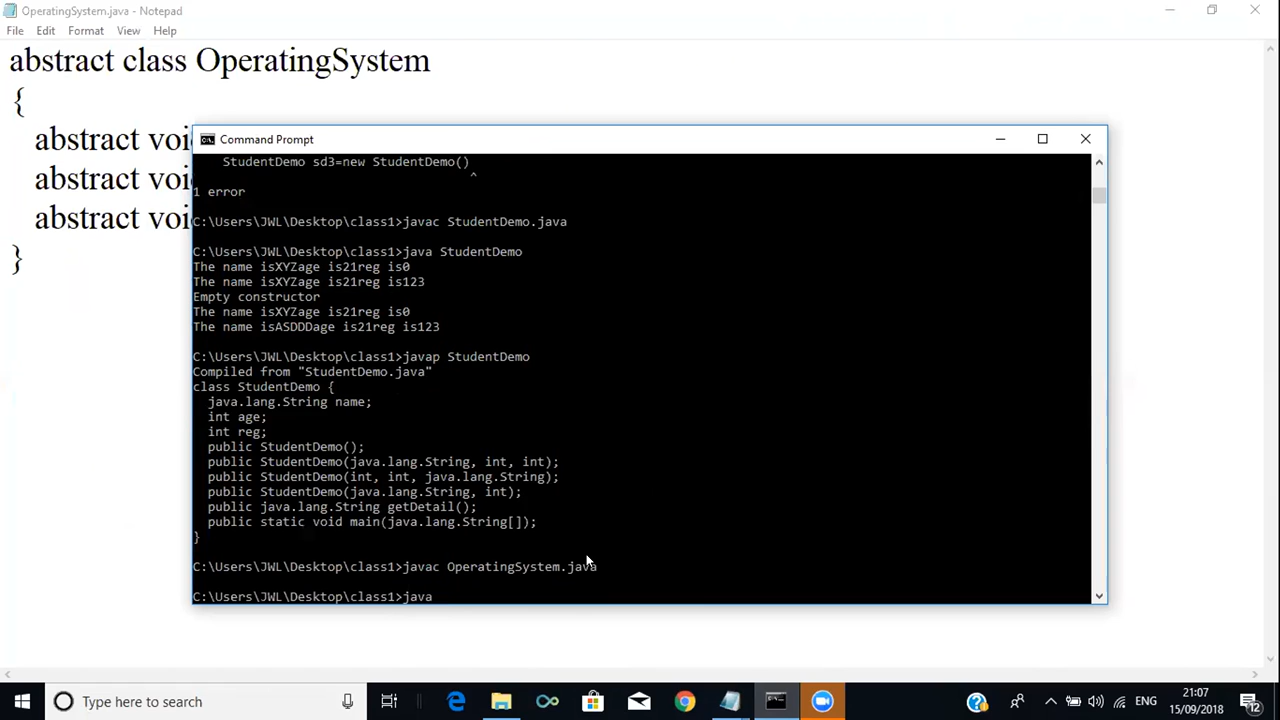 OperatingSystem.java - Notepad
File Edit Format View Help
abstract class OperatingSystem
{
abstract voi
abstract voi
abstract voi
}
Command Prompt
StudentDemo sd3=new StudentDemo()
^
1 error
C:\Users\JWL\Desktop\class1>javac StudentDemo.java
C:\Users\JWL\Desktop\class1>java StudentDemo
The name isXYZage is21reg is0
The name isXYZage is21reg is123
Empty constructor
The name isXYZage is21reg is0
The name isASDDDage is21reg is123
C:\Users\JWL\Desktop\class1>javap StudentDemo
Compiled from "StudentDemo.java"
class StudentDemo {
java.lang.String name;
int age;
int reg;
public StudentDemo();
public StudentDemo(java.lang.String, int, int);
public StudentDemo(int, int, java.lang.String);
public StudentDemo(java.lang.String, int);
public java.lang.String getDetail();
public static void main(java.lang.String[]);
}
C:\Users\JWL\Desktop\class1>javac OperatingSystem.java
C:\Users\JWL\Desktop\class1>java
Type here to search
ENG
21:07
15/09/2018
12